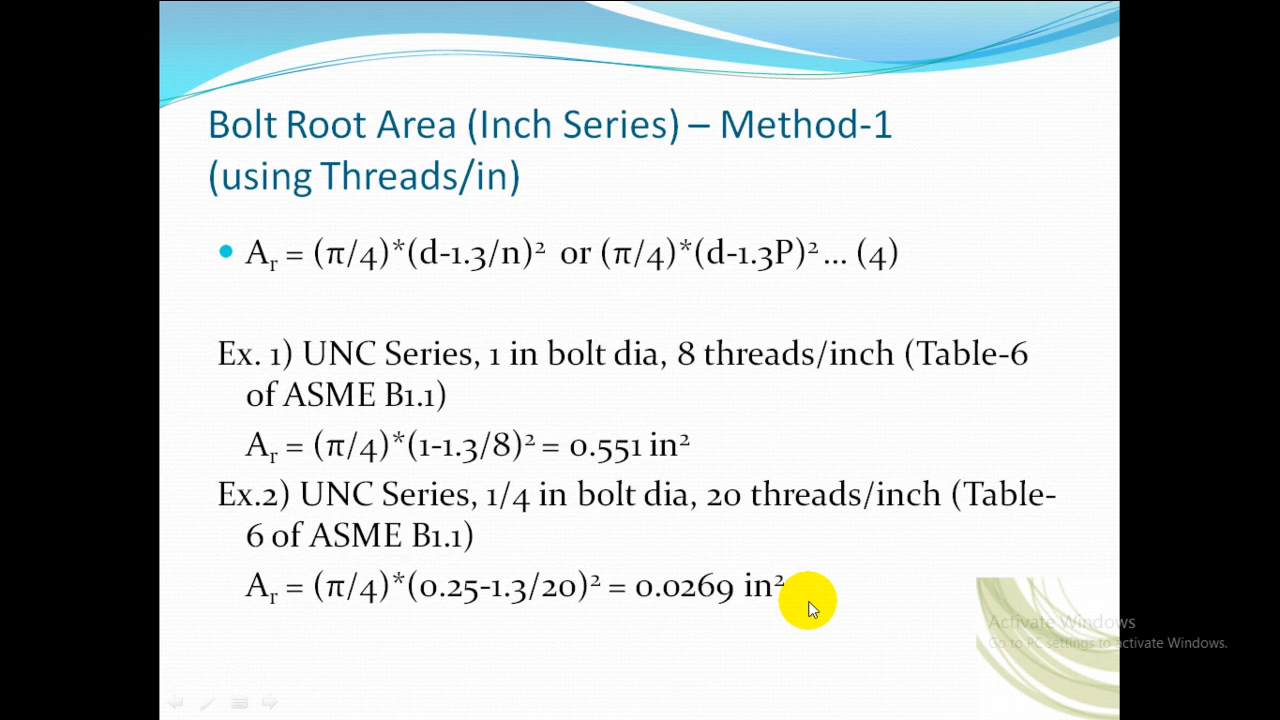 Bolt Root Area (Inch Series) – Method-1
(using Threads/in)
• Aᵣ = (π/4)*(d-1.3/n)² or (π/4)*(d-1.3P)² ... (4)
Ex. 1) UNC Series, 1 in bolt dia, 8 threads/inch (Table-6
of ASME B1.1)
Aᵣ = (π/4)*(1-1.3/8)² = 0.551 in²
Ex.2) UNC Series, 1/4 in bolt dia, 20 threads/inch (Table-
6 of ASME B1.1)
Aᵣ = (π/4)*(0.25-1.3/20)² = 0.0269 in²
Activate Windows
Go to PC settings to activate Windows.